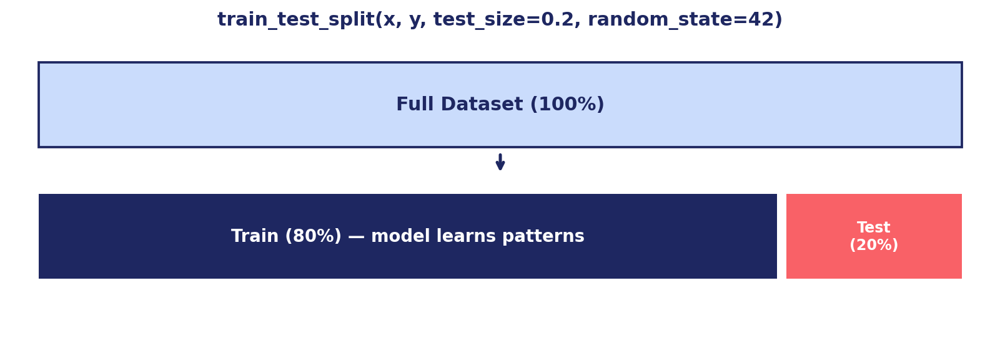 train_test_split(x, y, test_size=0.2, random_state=42)
Full Dataset (100%)
Train (80%) — model learns patterns
Test
(20%)